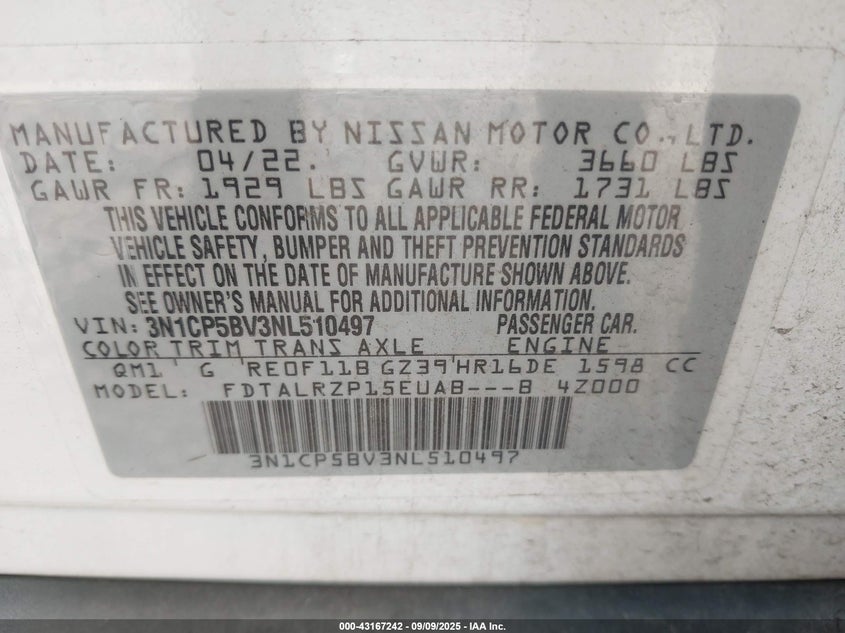 MANUFACTURED BY NISSAN MOTOR CO., LTD.
DATE: 04/22. GVWR: 3660 LBS
GAWR FR: 1929 LBS GAWR RR: 1731 LBS
THIS VEHICLE CONFORMS TO ALL APPLICABLE FEDERAL MOTOR
VEHICLE SAFETY, BUMPER AND THEFT PREVENTION STANDARDS
IN EFFECT ON THE DATE OF MANUFACTURE SHOWN ABOVE.
SEE OWNER'S MANUAL FOR ADDITIONAL INFORMATION.
VIN: 3N1CP5BV3NL510497 PASSENGER CAR.
COLOR TRIM TRANS AXLE ENGINE
QM1 G RE0F11B GZ39 HR16DE 1598 CC
MODEL: FDTALRZP15EUAB---B 4Z000
3N1CP5BV3NL510497
000-43167242 - 09/09/2025 - IAA Inc.